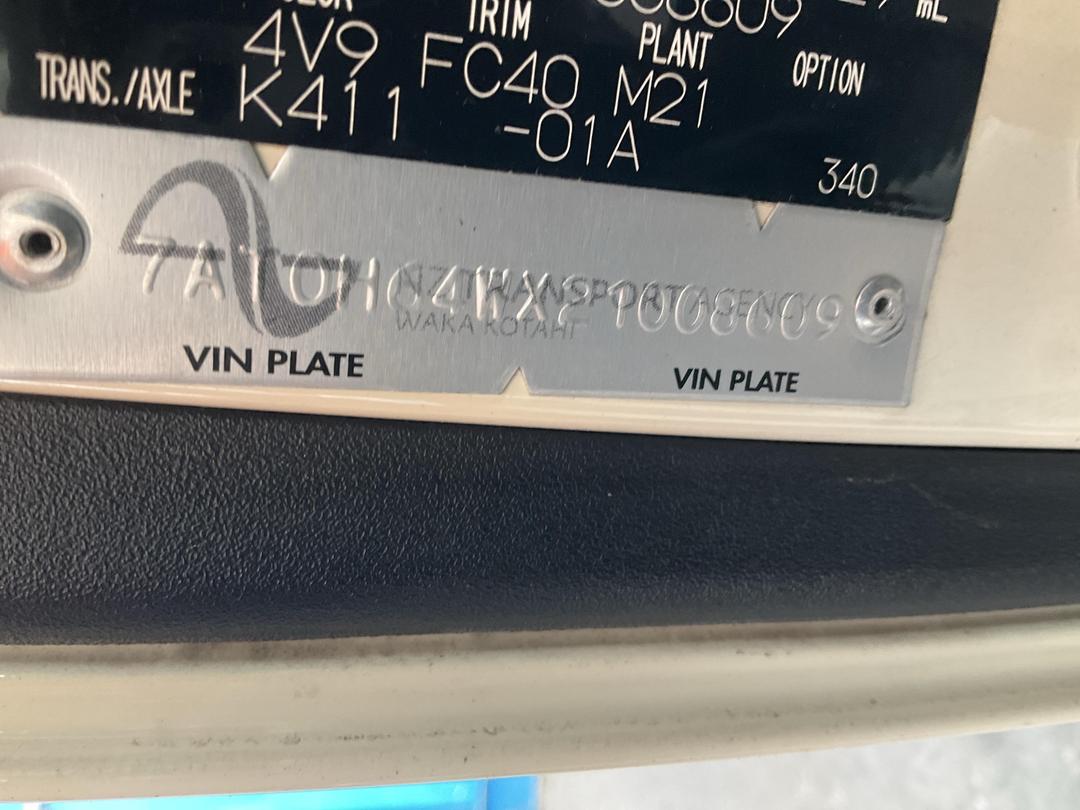 TRIM
PLANT
OPTION
mL
4V9 FC40 M21
TRANS./AXLE K411 -01A
340
NZ TRANSPORT AGENCY
WAKA KOTAHI
VIN PLATE
VIN PLATE